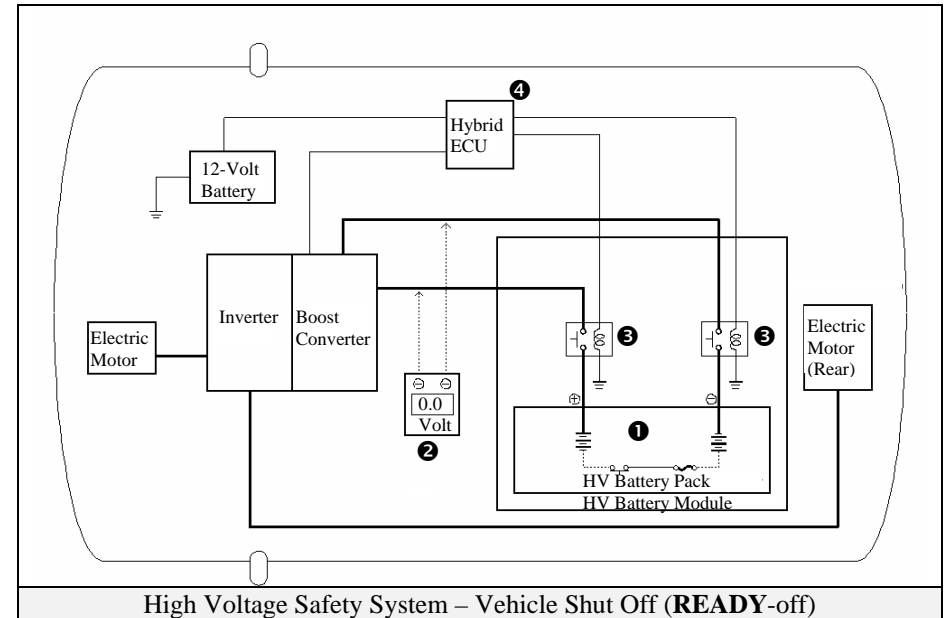 ❹
Hybrid
ECU
12-Volt
Battery
Inverter
Boost
Converter
Electric
Motor
Electric
Motor
(Rear)
❸
❸
⊖ ⊖
0.0
Volt
❷
⊕
⊖
❶
HV Battery Pack
HV Battery Module
High Voltage Safety System – Vehicle Shut Off (READY-off)